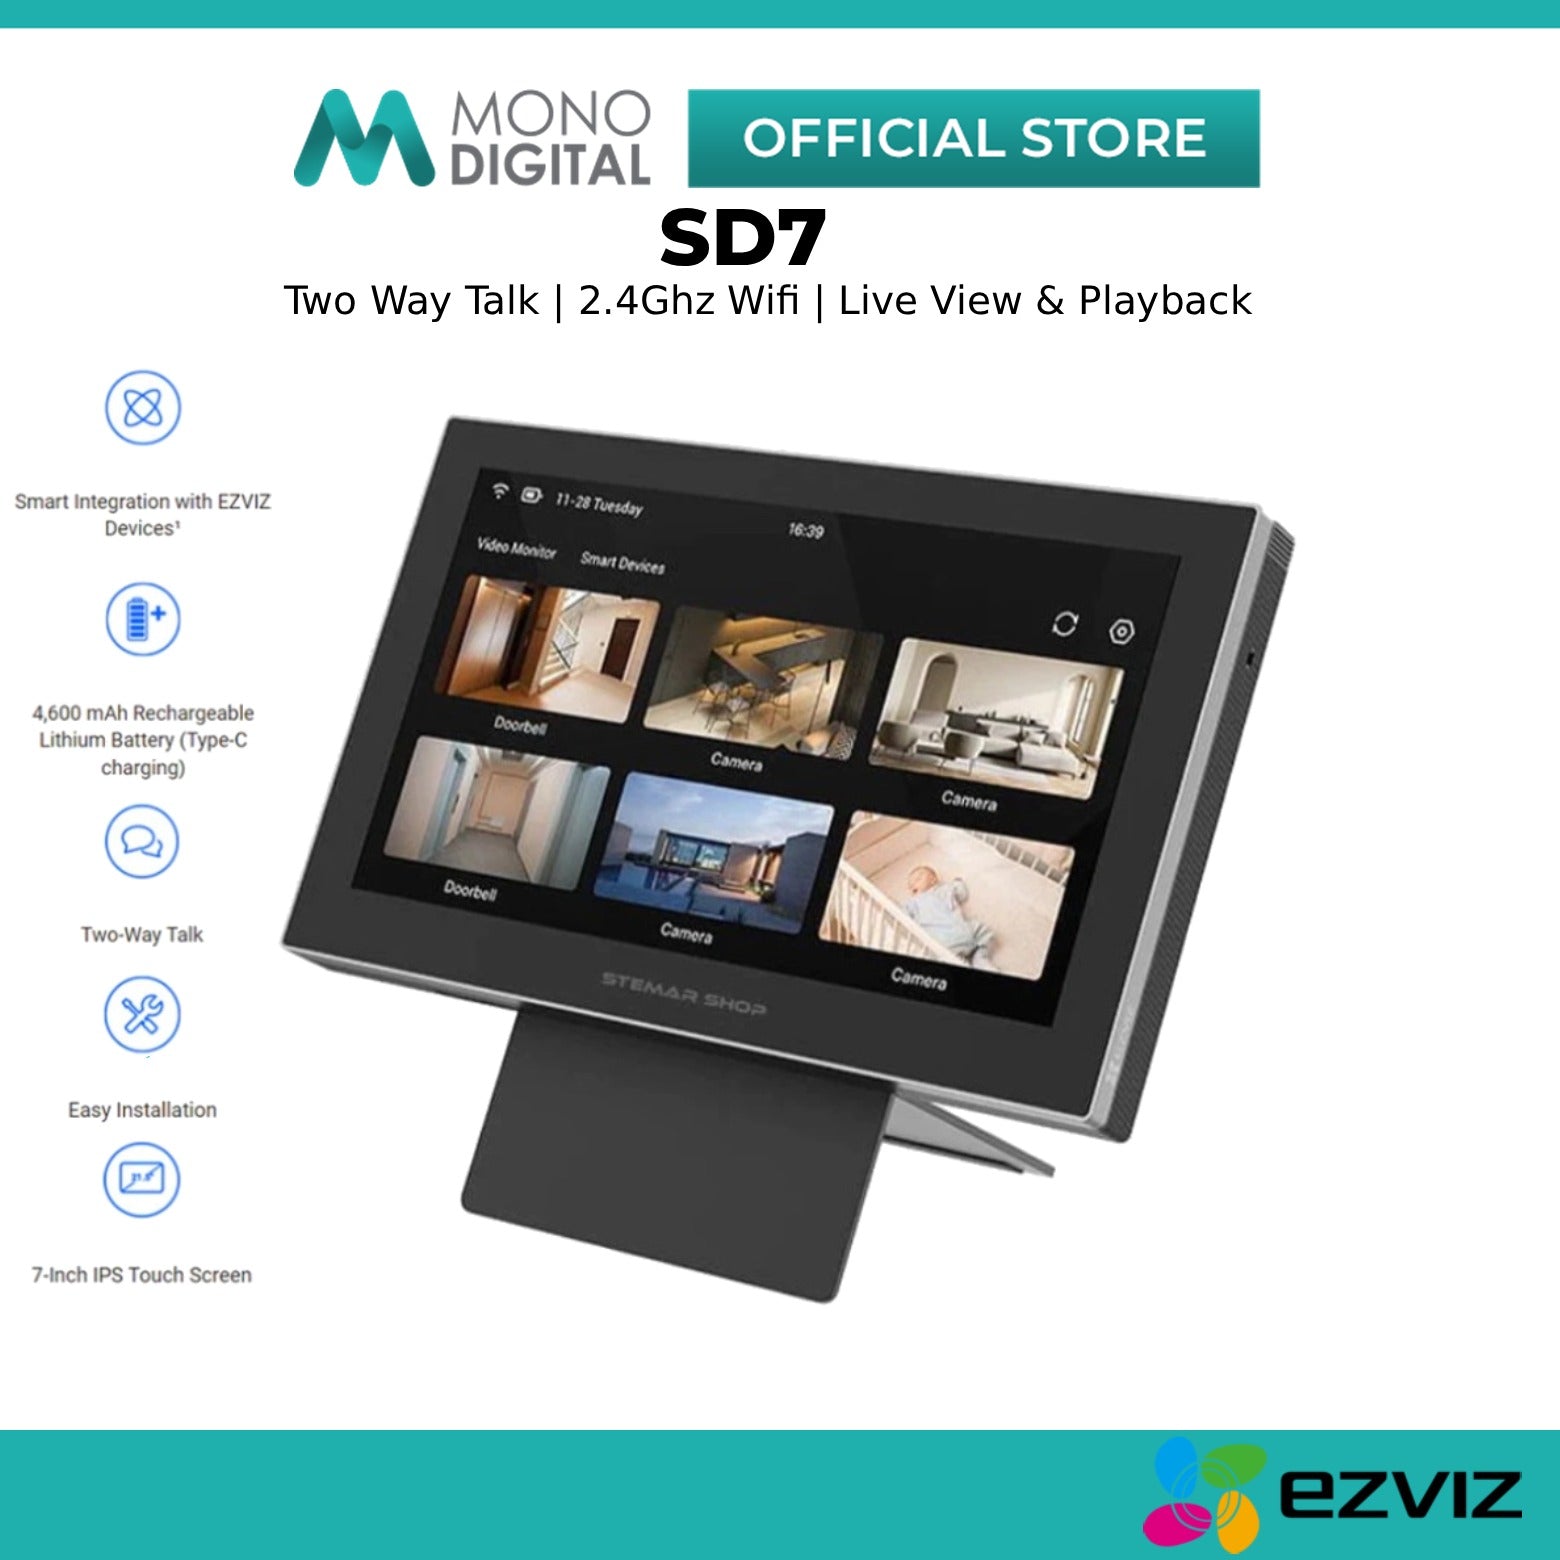 MONO
DIGITAL
OFFICIAL STORE
SD7
Two Way Talk | 2.4Ghz Wifi | Live View & Playback
Smart Integration with EZVIZ
Devices¹
4,600 mAh Rechargeable
Lithium Battery (Type-C
charging)
Two-Way Talk
Easy Installation
7-Inch IPS Touch Screen
11-28 Tuesday
16:39
Video Monitor
Smart Devices
Doorbell
Camera
Camera
Doorbell
Camera
Camera
STEMAR SHOP
ezviz